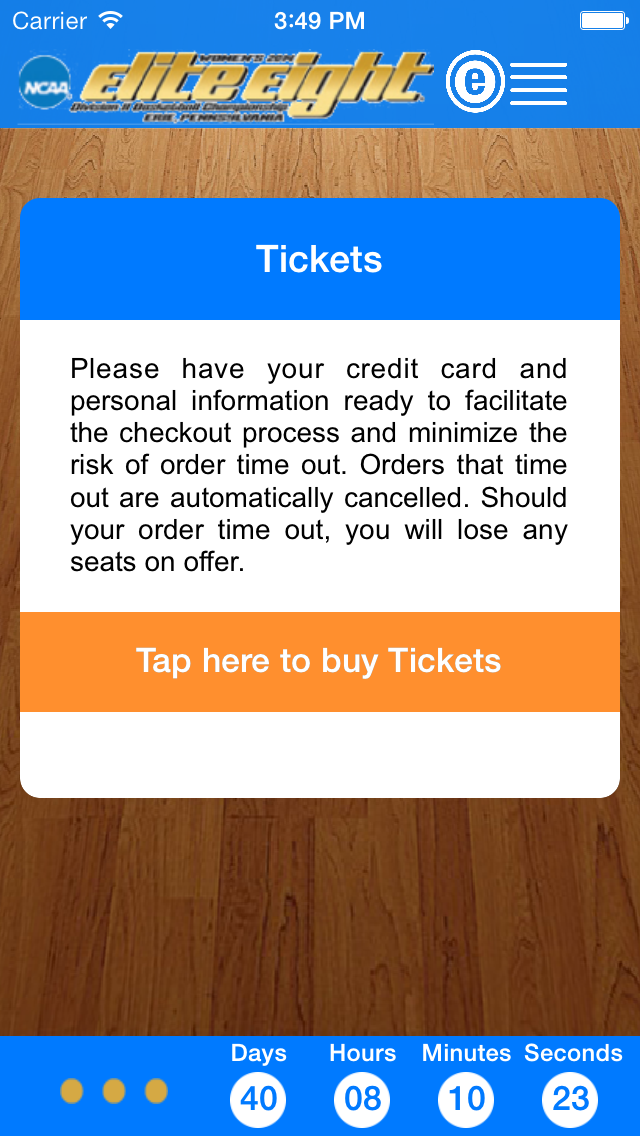 Carrier 3:49 PM
WOMEN'S 2014
NCAA elite eight
Division II Basketball Championship
ERIE, PENNSYLVANIA
e
Tickets
Please have your credit card and
personal information ready to facilitate
the checkout process and minimize the
risk of order time out. Orders that time
out are automatically cancelled. Should
your order time out, you will lose any
seats on offer.
Tap here to buy Tickets
Days Hours Minutes Seconds
40 08 10 23